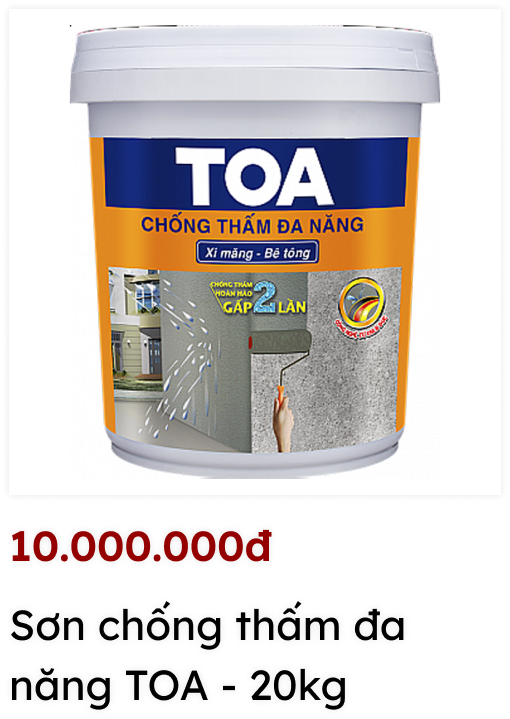 TOA
CHỐNG THẤM ĐA NĂNG
Xi măng - Bê tông
CHỐNG THẤM
HOÀN HẢO
GẤP 2 LẦN
10.000.000đ
Sơn chống thấm đa
năng TOA - 20kg